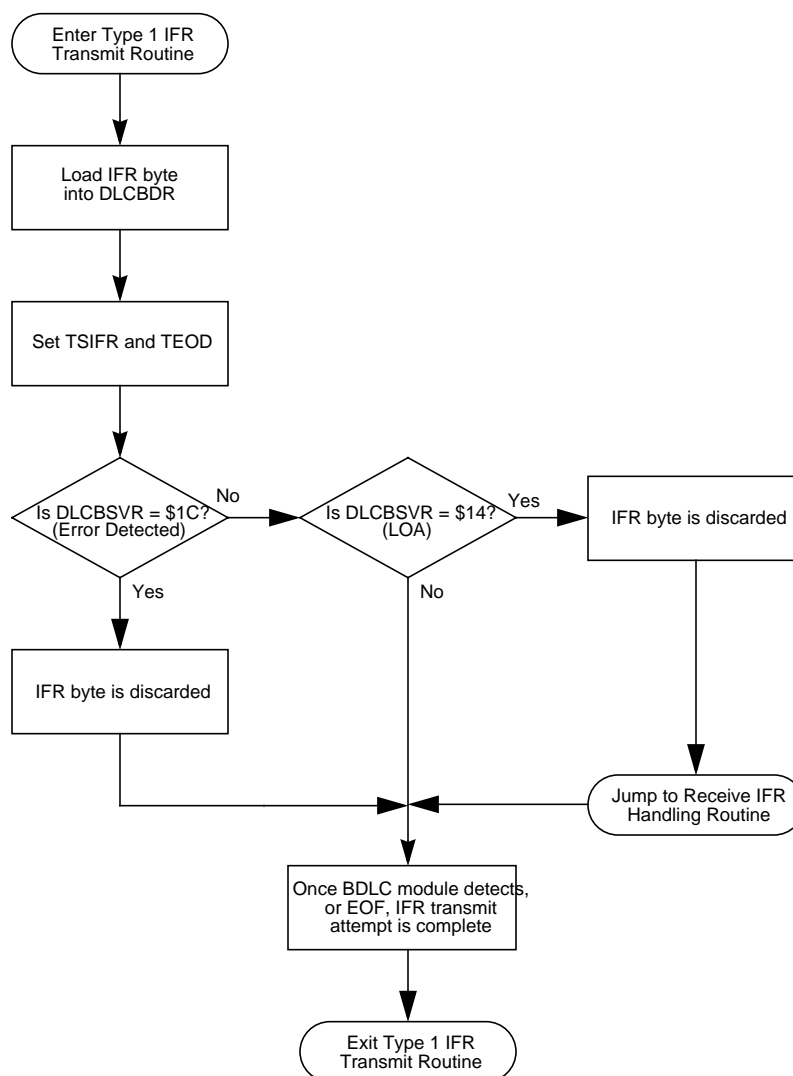 Enter Type 1 IFR
Transmit Routine
Load IFR byte
into DLCBDR
Set TSIFR and TEOD
Is DLCBSVR = $1C?
(Error Detected)
No
Is DLCBSVR = $14?
(LOA)
Yes
IFR byte is discarded
Yes
No
IFR byte is discarded
Jump to Receive IFR
Handling Routine
Once BDLC module detects,
or EOF, IFR transmit
attempt is complete
Exit Type 1 IFR
Transmit Routine